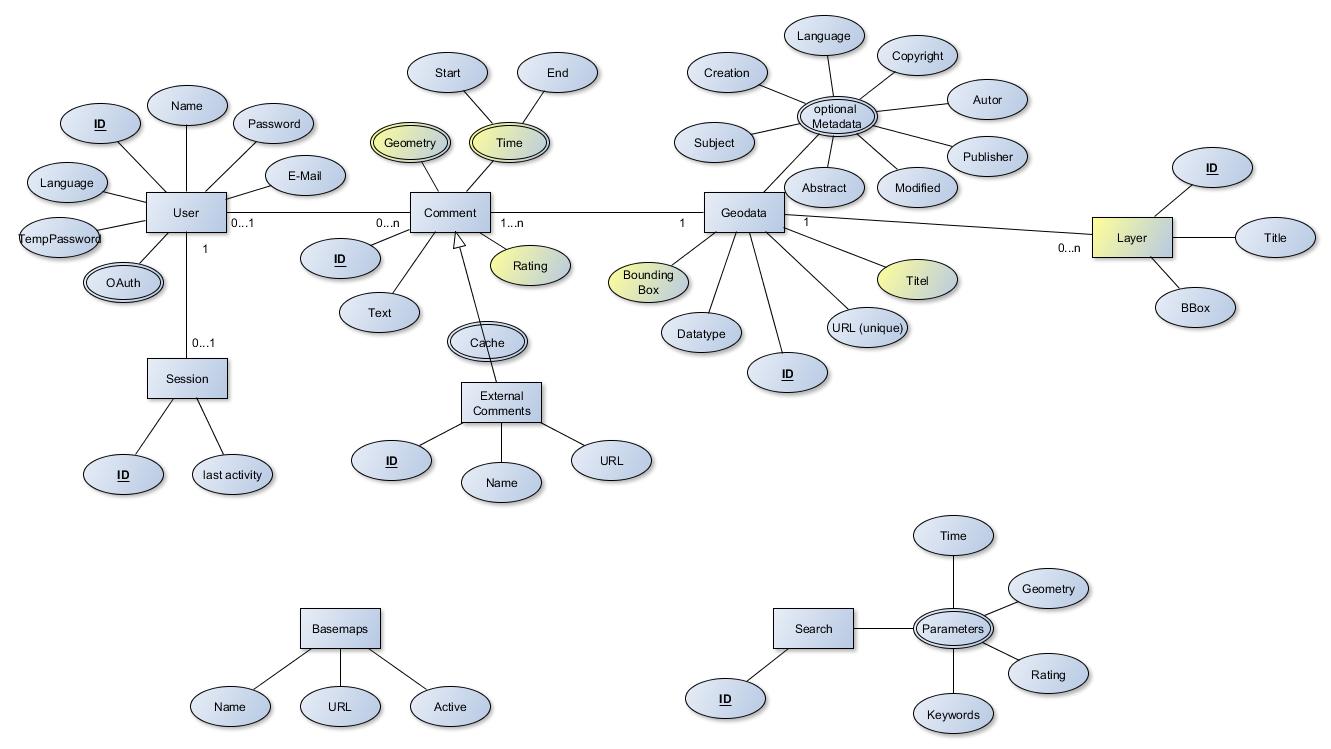 Language
Copyright
Creation
Start
End
Autor
Name
optional
Metadata
ID
Password
Geometry
Time
Subject
Publisher
ID
E-Mail
Language
Abstract
Modified
User
0...1
0...n
Comment
1...n
1
Geodata
1
Layer
Title
0...n
TempPassword
1
ID
Rating
Bounding
Box
Titel
OAuth
Text
Datatype
URL (unique)
BBox
0...1
Cache
Session
ID
External
Comments
ID
last activity
ID
Name
URL
Time
Geometry
Basemaps
Search
Parameters
Rating
ID
Name
URL
Active
Keywords